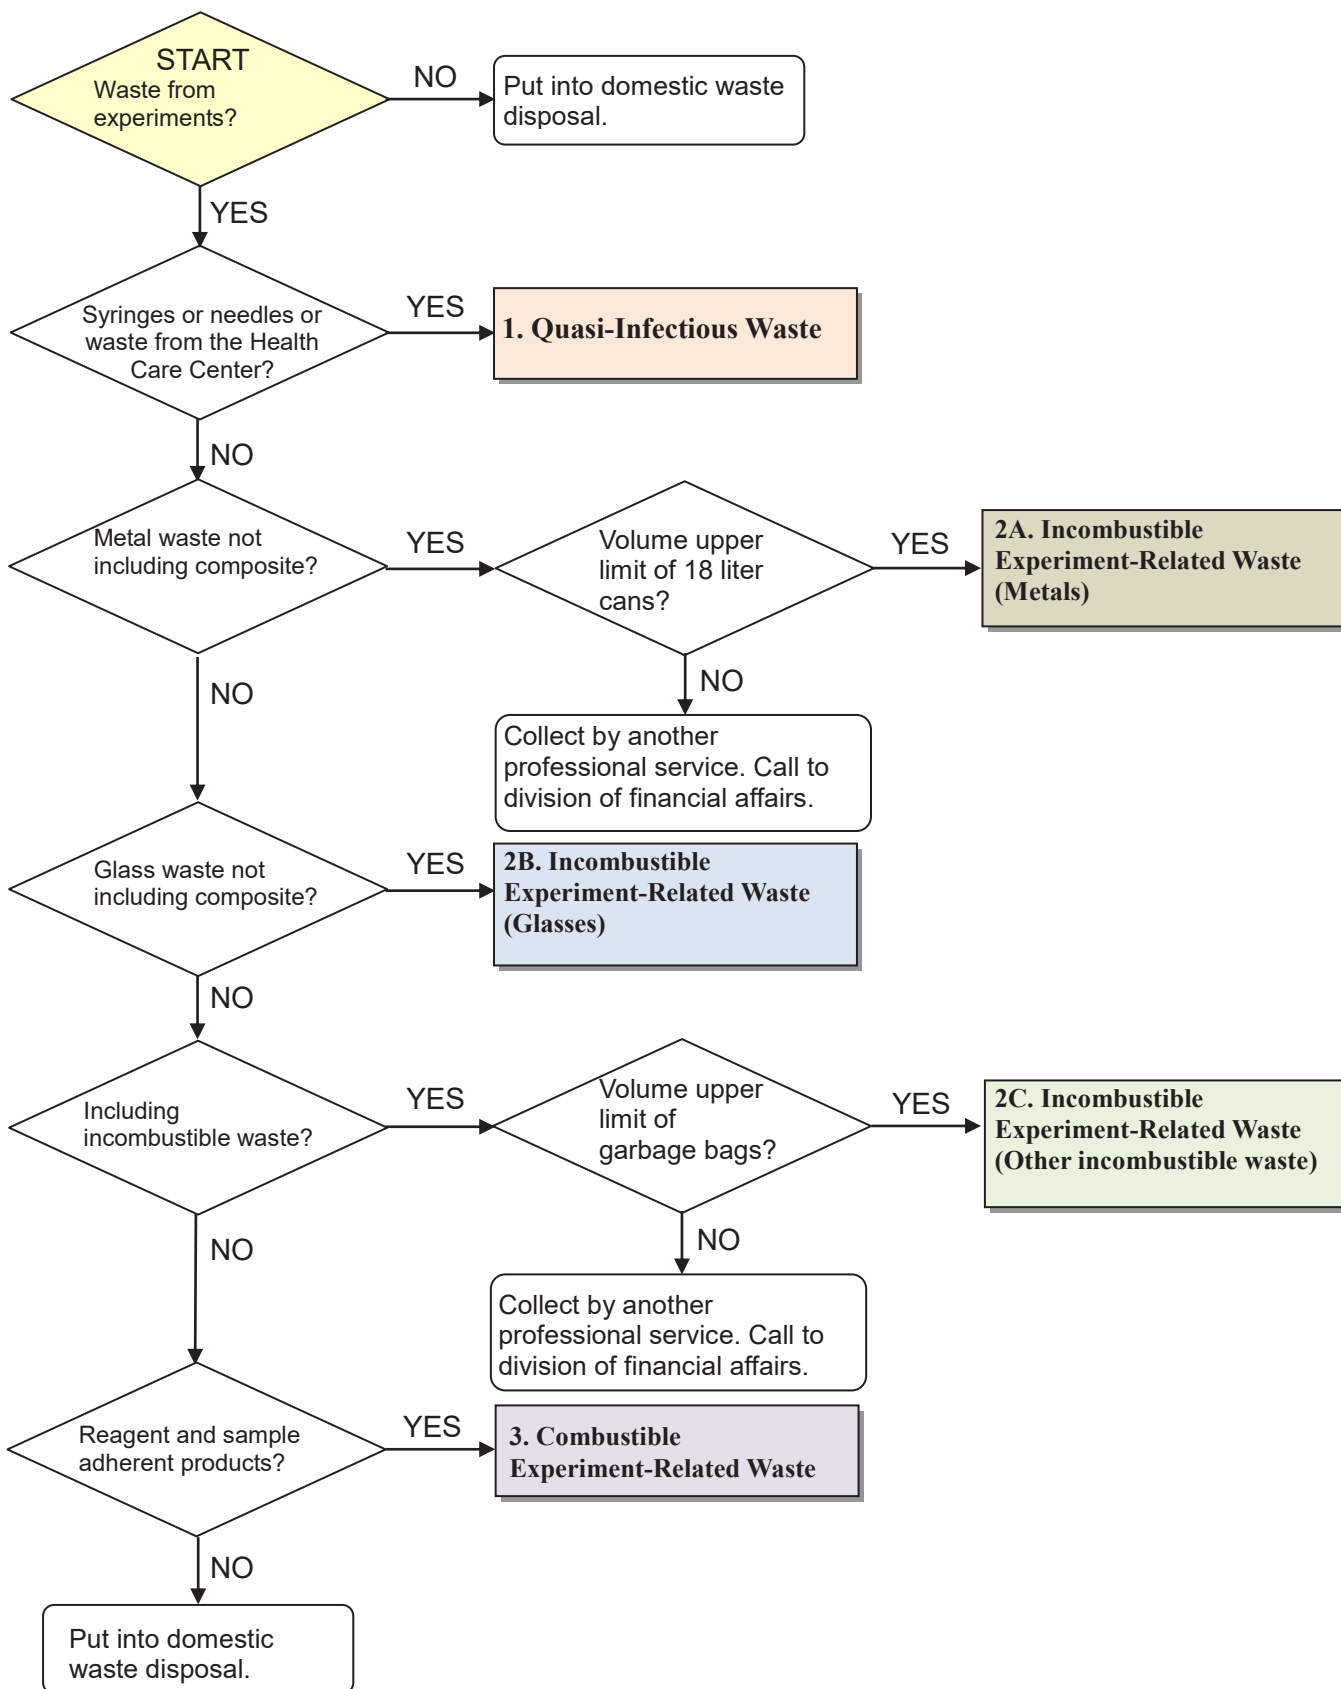 START
Waste from
experiments?
NO
Put into domestic waste
disposal.
YES
Syringes or needles or
waste from the Health
Care Center?
YES
1. Quasi-Infectious Waste
NO
Metal waste not
including composite?
YES
Volume upper
limit of 18 liter
cans?
YES
2A. Incombustible
Experiment-Related Waste
(Metals)
NO
Collect by another
professional service. Call to
division of financial affairs.
NO
Glass waste not
including composite?
YES
2B. Incombustible
Experiment-Related Waste
(Glasses)
NO
Including
incombustible waste?
YES
Volume upper
limit of
garbage bags?
YES
2C. Incombustible
Experiment-Related Waste
(Other incombustible waste)
NO
Collect by another
professional service. Call to
division of financial affairs.
NO
Reagent and sample
adherent products?
YES
3. Combustible
Experiment-Related Waste
NO
Put into domestic
waste disposal.